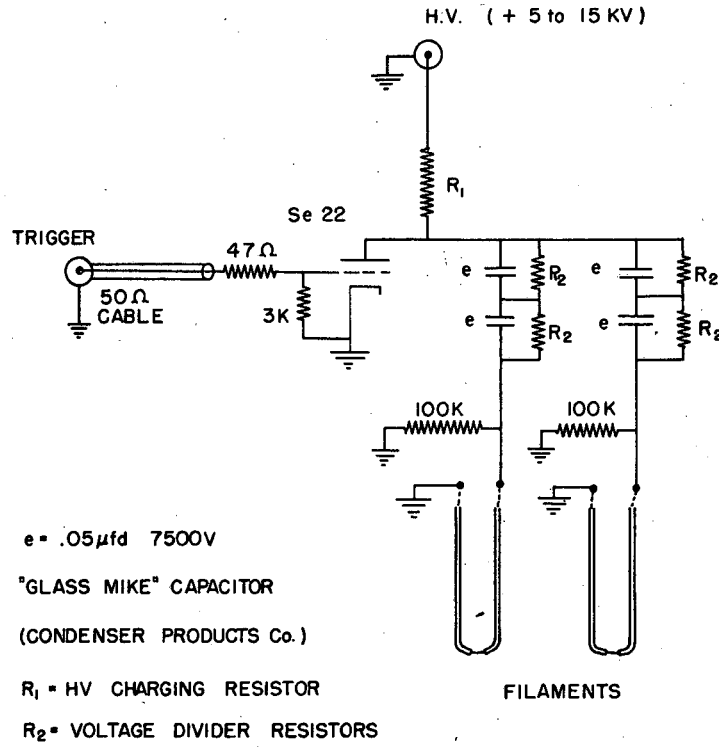 H.V. (+ 5 to 15 KV)
R₁
Se 22
TRIGGER
47Ω
50Ω
CABLE
3K
e
R₂
e
R₂
e
R₂
e
R₂
100K
100K
e = .05μfd 7500V
"GLASS MIKE" CAPACITOR
(CONDENSER PRODUCTS Co.)
R₁ = HV CHARGING RESISTOR
FILAMENTS
R₂ = VOLTAGE DIVIDER RESISTORS